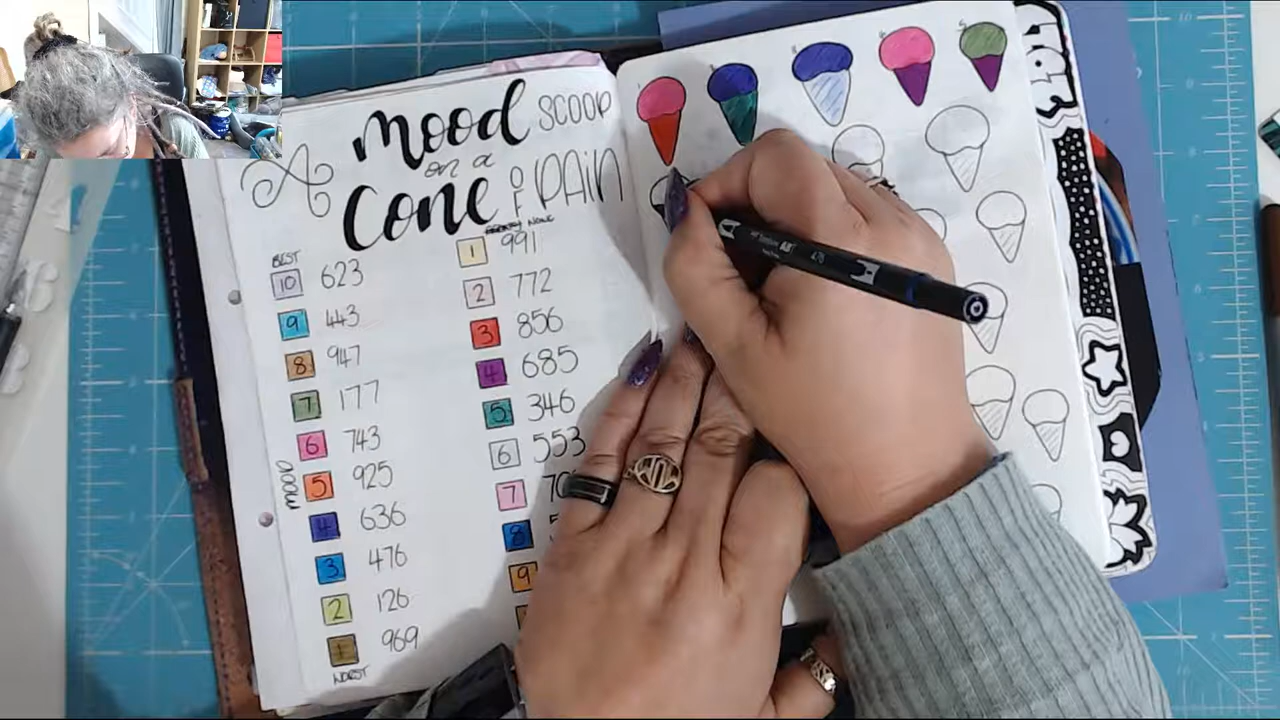 A mood SCOOP
on a
Cone OF PAIN
BEST
10 623
9 443
8 947
7 177
6 743
5 925
4 636
3 476
2 126
969
MOOD
WORST
NONE
1 991
2 772
3 856
4 685
5 346
6 553
7
8
9